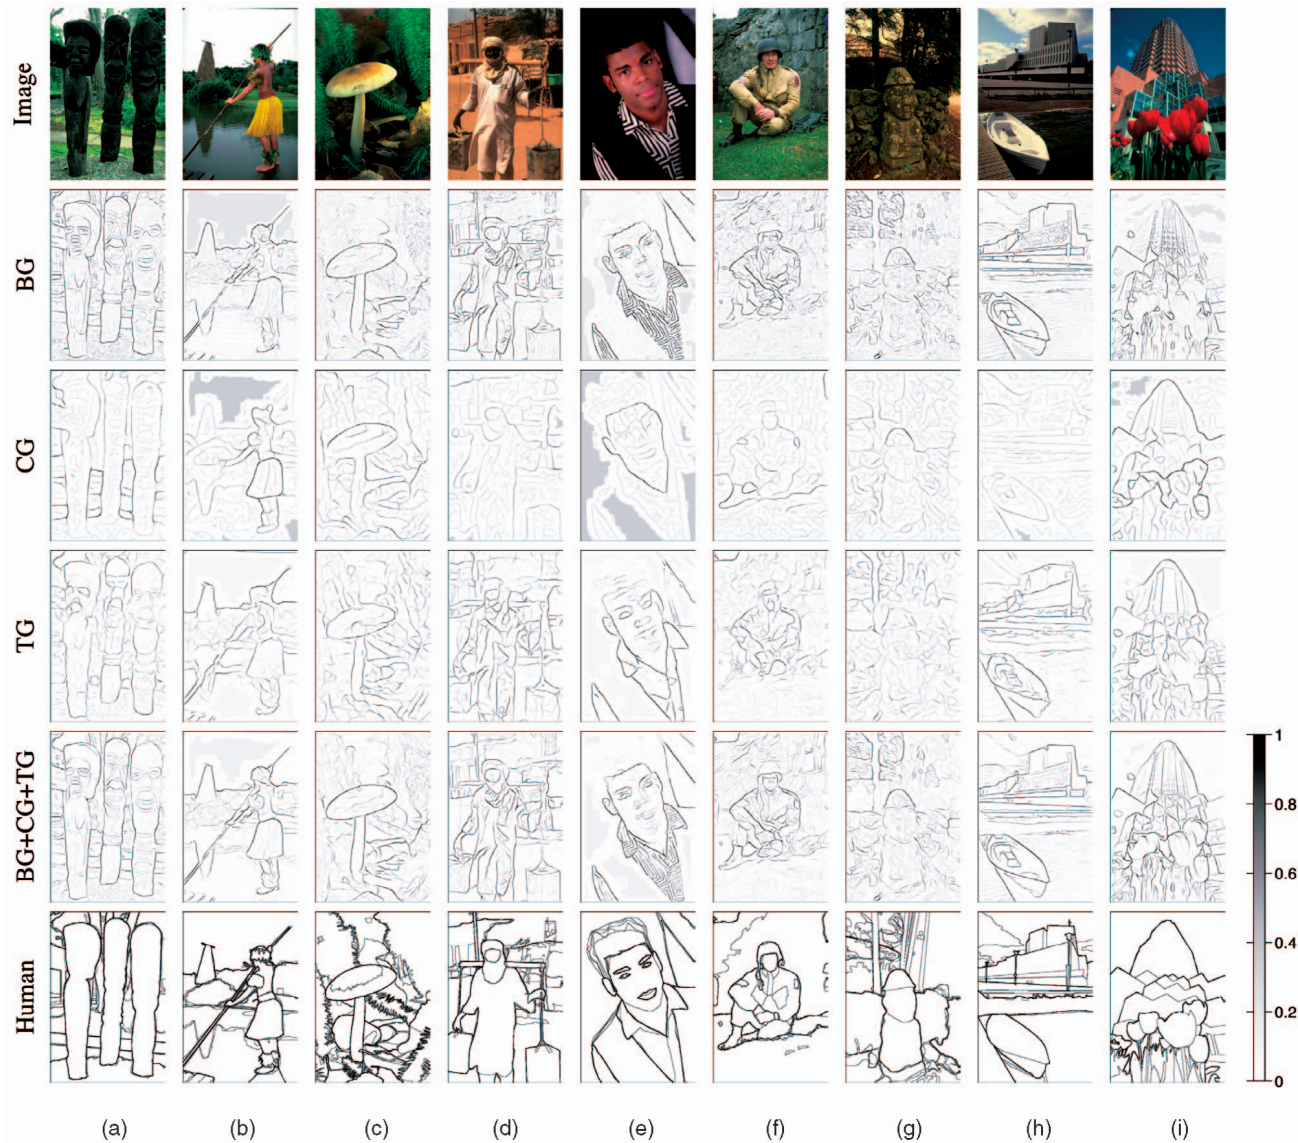 Image
BG
CG
TG
BG+CG+TG
Human
1
0.8
0.6
0.4
0.2
0
(a) (b) (c) (d) (e) (f) (g) (h) (i)